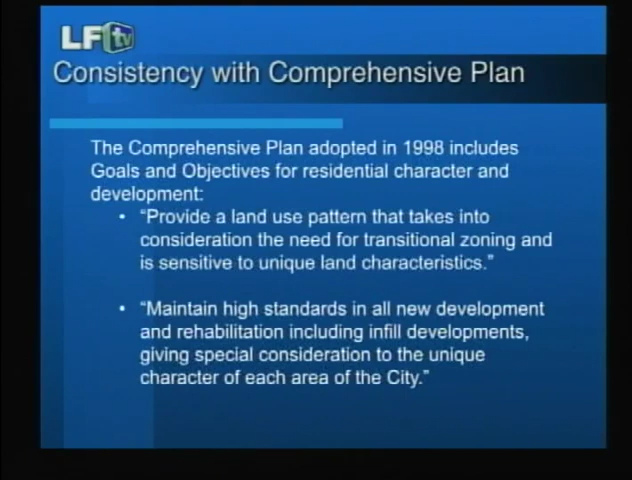 LFtv
Consistency with Comprehensive Plan
The Comprehensive Plan adopted in 1998 includes
Goals and Objectives for residential character and
development:
• “Provide a land use pattern that takes into
consideration the need for transitional zoning and
is sensitive to unique land characteristics.”
• “Maintain high standards in all new development
and rehabilitation including infill developments,
giving special consideration to the unique
character of each area of the City.”